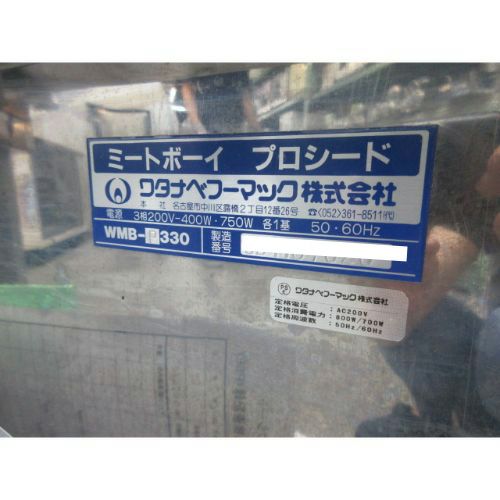 ミートボーイ プロシード
ワタナベフーマック株式会社
本社 名古屋市中川区露橋2丁目12番26号 ☎(052)361-8511(代)
電源 3相200V-400W・750W 各1基 50・60Hz
WMB-P330 製造番号
PSE ワタナベフーマック株式会社
定格電圧:AC200V
定格消費電力:800W/700W
定格周波数:50Hz/60Hz